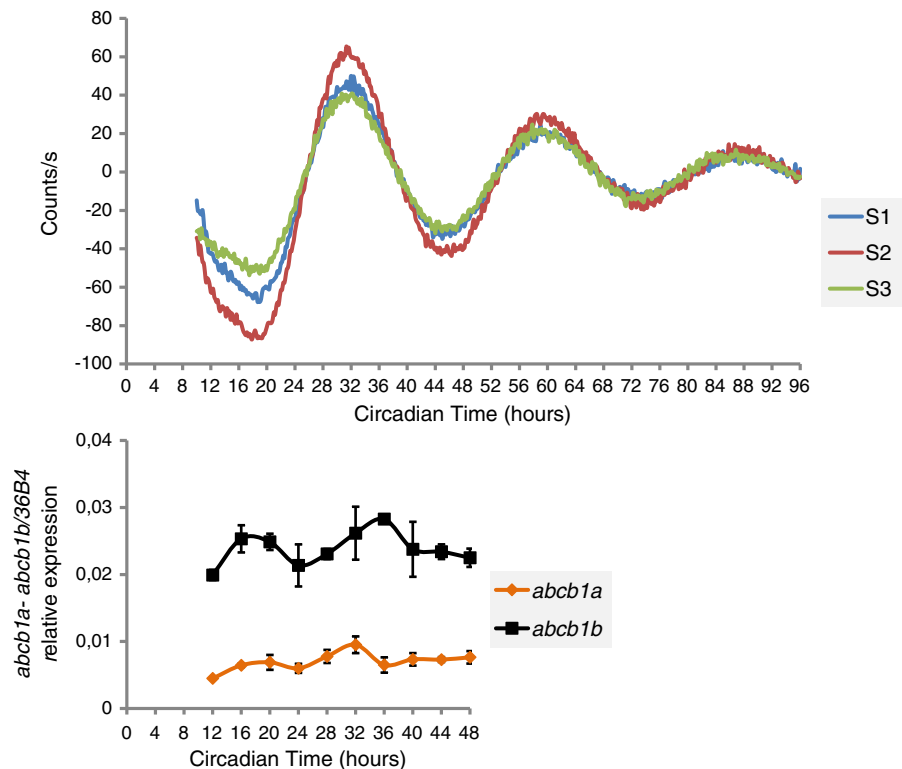 80
60
40
20
0
-20
-40
-60
-80
-100
Counts/s
0 4 8 12 16 20 24 28 32 36 40 44 48 52 56 60 64 68 72 76 80 84 88 92 96
Circadian Time (hours)
S1
S2
S3
0,04
0,03
0,02
0,01
0
abcb1a- abcb1b/36B4
relative expression
0 4 8 12 16 20 24 28 32 36 40 44 48
Circadian Time (hours)
abcb1a
abcb1b